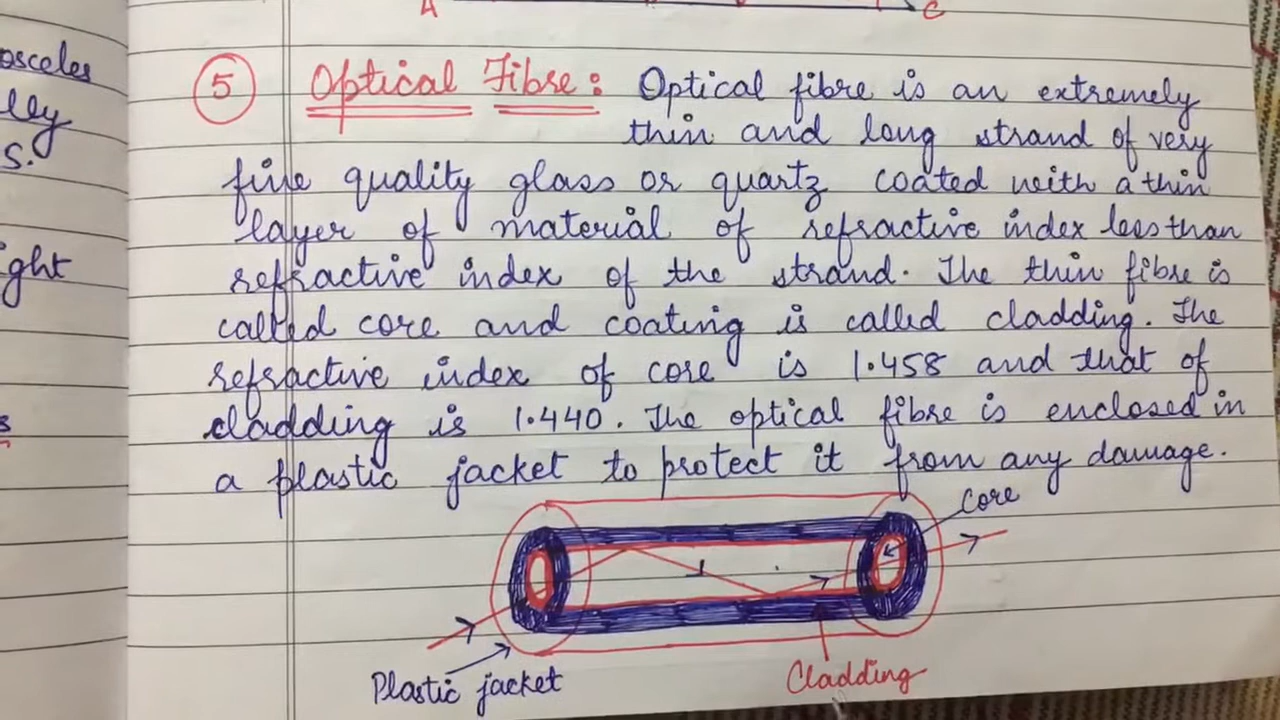 A C
osceles
lly
s.
ight
s
5 Optical Fibre: Optical fibre is an extremely
thin and long strand of very
fine quality glass or quartz coated with a thin
layer of material of refractive index less than
refractive index of the strand. The thin fibre is
called core and coating is called cladding. The
refractive index of core is 1.458 and that of
cladding is 1.440. The optical fibre is enclosed in
a plastic jacket to protect it from any damage.
Core
Plastic jacket
Cladding